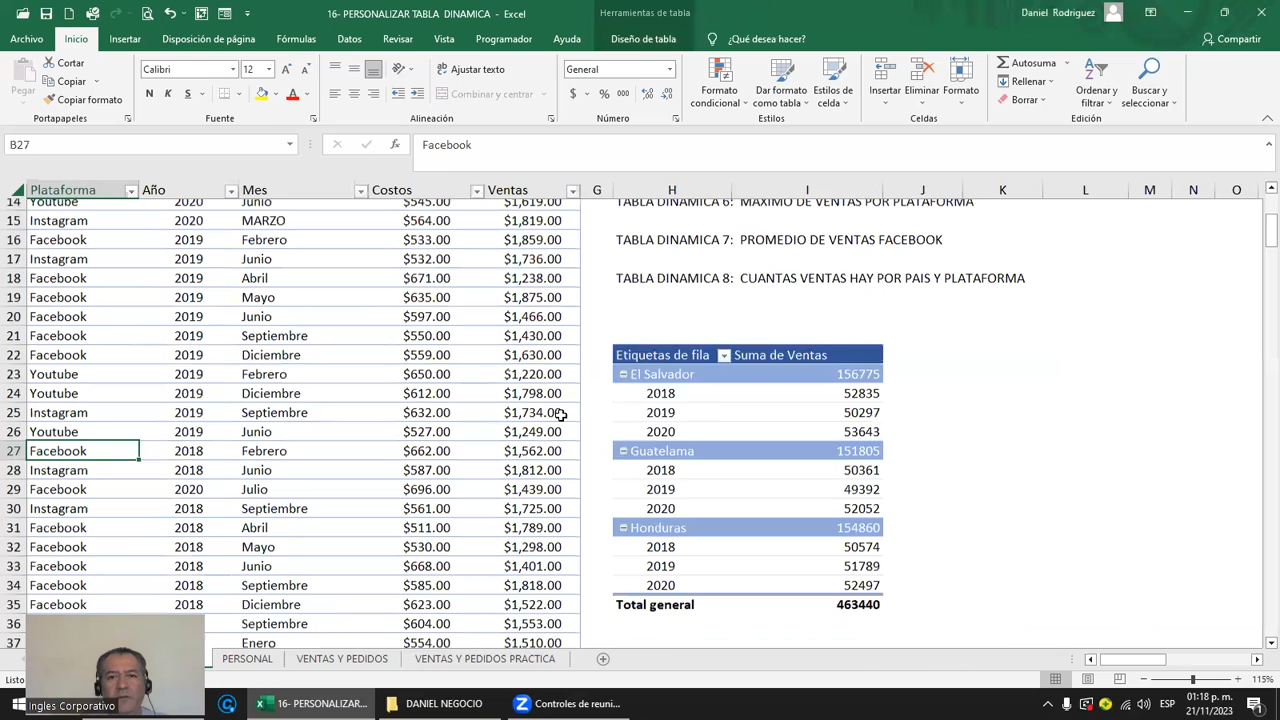 16- PERSONALIZAR TABLA DINAMICA - Excel
Herramientas de tabla
Daniel Rodriguez
Archivo Inicio Insertar Disposición de página Fórmulas Datos Revisar Vista Programador Ayuda Diseño de tabla ¿Qué desea hacer? Compartir
Pegar
Cortar
Copiar
Copiar formato
Portapapeles
Calibri 12
N K S
Fuente
Ajustar texto
Combinar y centrar
Alineación
General
$ % 000
Número
Formato condicional
Dar formato como tabla
Estilos de celda
Estilos
Insertar Eliminar Formato
Celdas
Autosuma
Rellenar
Borrar
Ordenar y filtrar
Buscar y seleccionar
Edición
B27 fx Facebook
Plataforma Año Mes Costos Ventas G H I J K L M N O
14 Youtube 2020 Junio $545.00 $1,619.00 TABLA DINAMICA 6: MAXIMO DE VENTAS POR PLATAFORMA
15 Instagram 2020 MARZO $564.00 $1,819.00
16 Facebook 2019 Febrero $533.00 $1,859.00 TABLA DINAMICA 7: PROMEDIO DE VENTAS FACEBOOK
17 Instagram 2019 Junio $532.00 $1,736.00
18 Facebook 2019 Abril $671.00 $1,238.00 TABLA DINAMICA 8: CUANTAS VENTAS HAY POR PAIS Y PLATAFORMA
19 Facebook 2019 Mayo $635.00 $1,875.00
20 Facebook 2019 Junio $597.00 $1,466.00
21 Facebook 2019 Septiembre $550.00 $1,430.00
22 Facebook 2019 Diciembre $559.00 $1,630.00 Etiquetas de fila Suma de Ventas
23 Youtube 2019 Febrero $650.00 $1,220.00 El Salvador 156775
24 Youtube 2019 Diciembre $612.00 $1,798.00 2018 52835
25 Instagram 2019 Septiembre $632.00 $1,734.00 2019 50297
26 Youtube 2019 Junio $527.00 $1,249.00 2020 53643
27 Facebook 2018 Febrero $662.00 $1,562.00 Guatelama 151805
28 Instagram 2018 Junio $587.00 $1,812.00 2018 50361
29 Facebook 2020 Julio $696.00 $1,439.00 2019 49392
30 Instagram 2018 Septiembre $561.00 $1,725.00 2020 52052
31 Facebook 2018 Abril $511.00 $1,789.00 Honduras 154860
32 Facebook 2018 Mayo $530.00 $1,298.00 2018 50574
33 Facebook 2018 Junio $668.00 $1,401.00 2019 51789
34 Facebook 2018 Septiembre $585.00 $1,818.00 2020 52497
35 Facebook 2018 Diciembre $623.00 $1,522.00 Total general 463440
36 Septiembre $604.00 $1,553.00
37 Enero $554.00 $1,510.00
PERSONAL VENTAS Y PEDIDOS VENTAS Y PEDIDOS PRACTICA
Listo
115%
Ingles Corporativo
16- PERSONALIZAR...
DANIEL NEGOCIO
Controles de reuni...
ESP
01:18 p. m.
21/11/2023